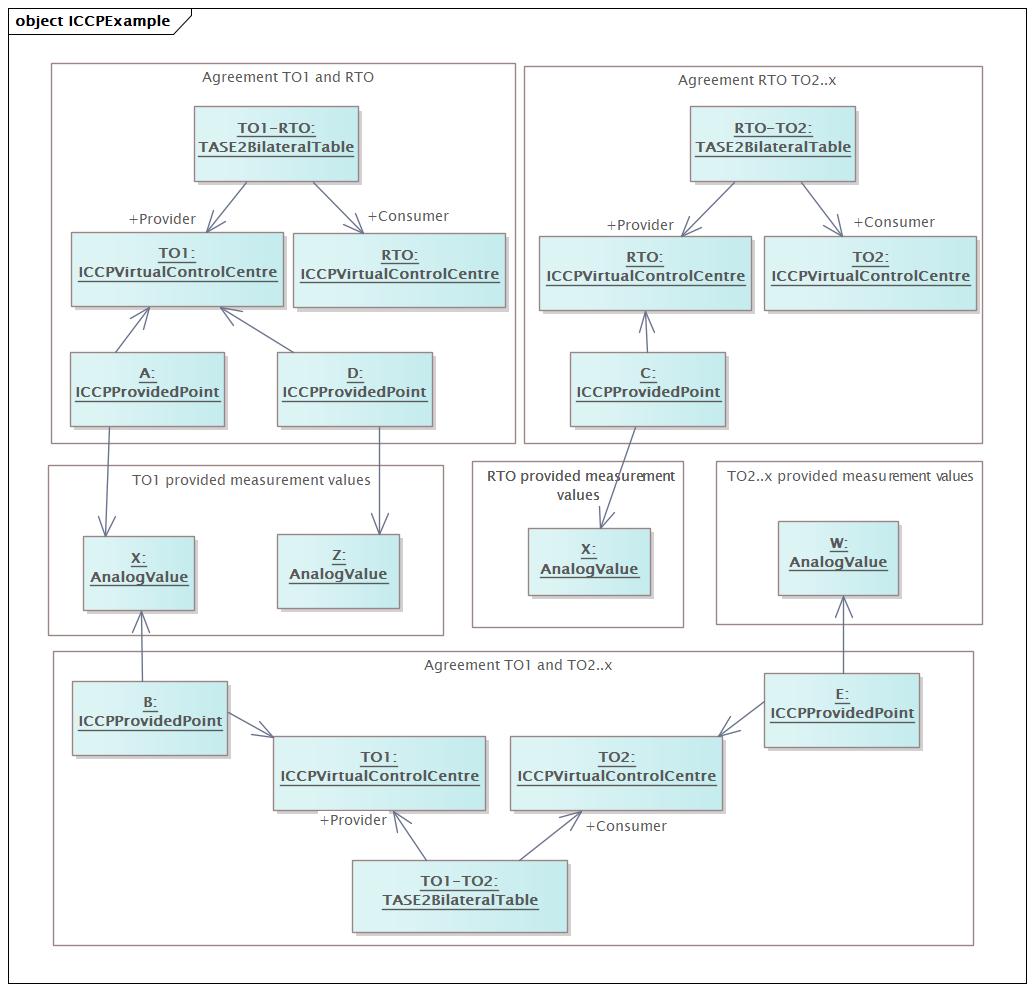 object ICCPExample
Agreement TO1 and RTO
TO1-RTO:
TASE2BilateralTable
+Provider
+Consumer
TO1:
ICCPVirtualControlCentre
RTO:
ICCPVirtualControlCentre
A:
ICCPProvidedPoint
D:
ICCPProvidedPoint
Agreement RTO TO2..x
RTO-TO2:
TASE2BilateralTable
+Provider
+Consumer
RTO:
ICCPVirtualControlCentre
TO2:
ICCPVirtualControlCentre
C:
ICCPProvidedPoint
TO1 provided measurement values
X:
AnalogValue
Z:
AnalogValue
RTO provided measurement
values
X:
AnalogValue
TO2..x provided measurement values
W:
AnalogValue
Agreement TO1 and TO2..x
B:
ICCPProvidedPoint
E:
ICCPProvidedPoint
TO1:
ICCPVirtualControlCentre
TO2:
ICCPVirtualControlCentre
+Provider
+Consumer
TO1-TO2:
TASE2BilateralTable